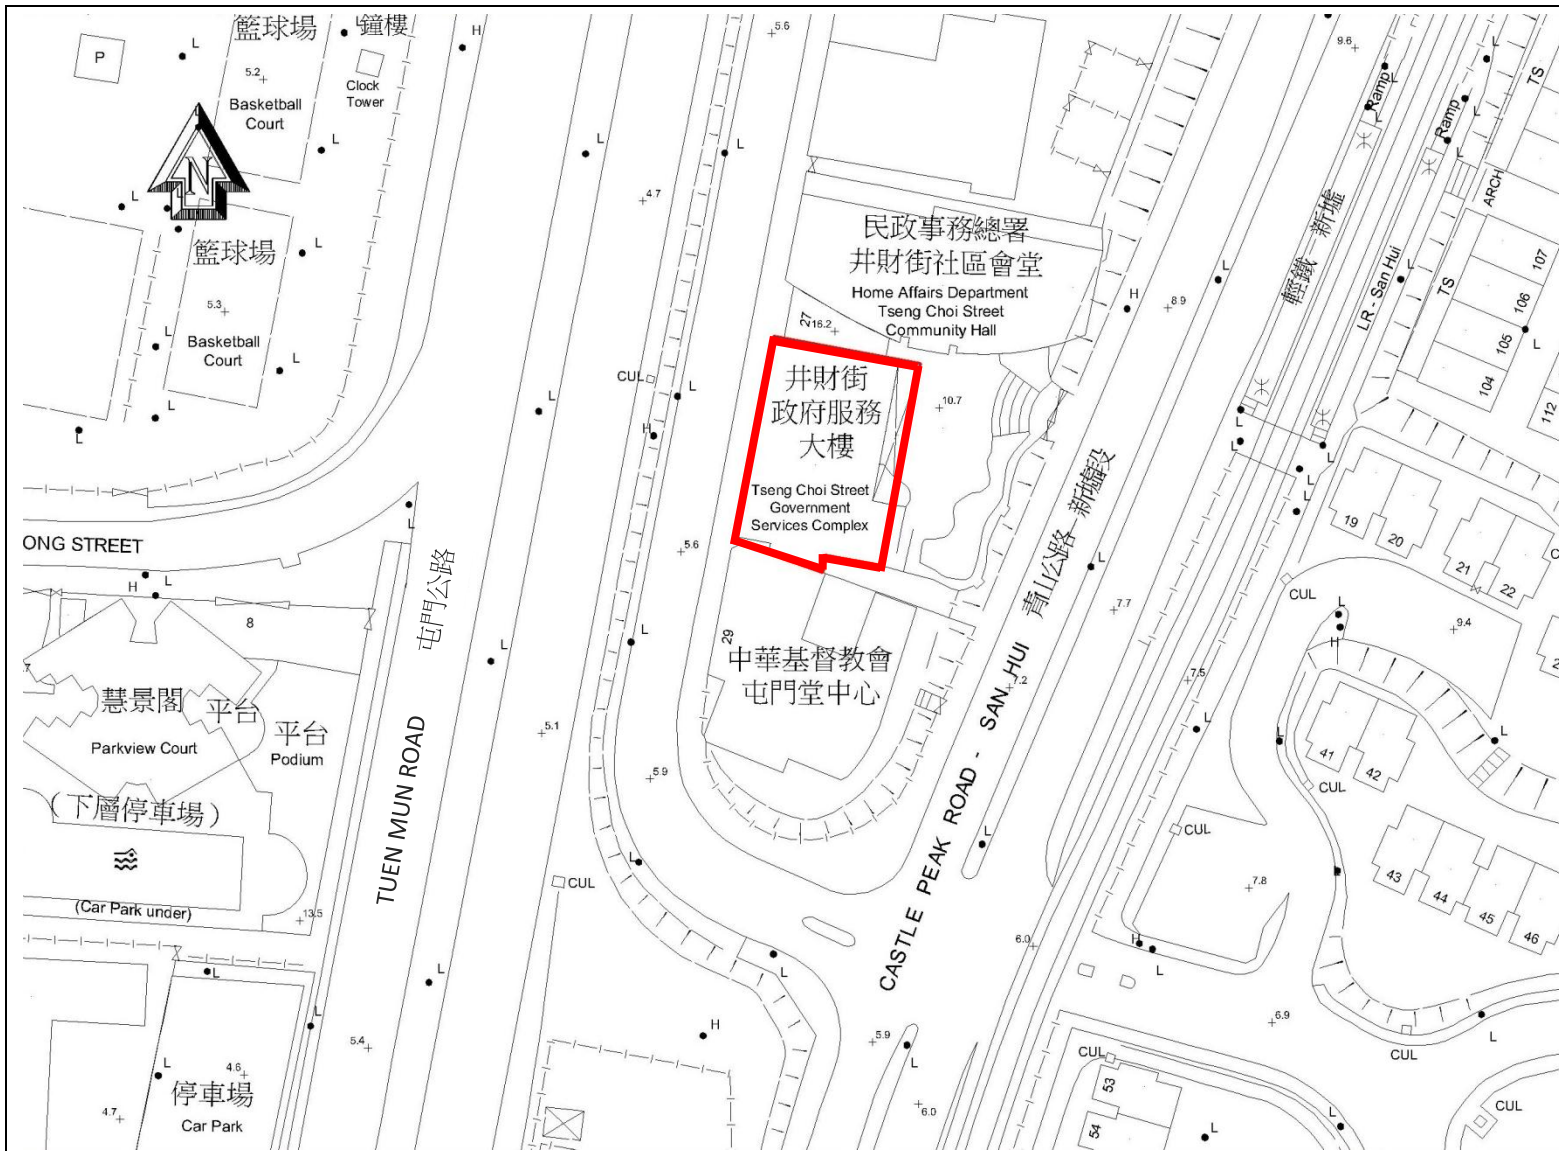 籃球場
鐘樓
Clock
Tower
P
L
L
H
5.2
Basketball
Court
L
N
L
L
籃球場
L
5.3
Basketball
Court
L
L
L
L
ONG STREET
L
H
8
慧景閣
平台
平台
Podium
Parkview Court
(下層停車場)
(Car Park under)
13.5
L
L
L
停車場
Car Park
4.6
4.7
5.4
屯門公路
TUEN MUN ROAD
L
L
L
L
L
5.1
CUL
5.6
L
4.7
CUL
L
H
5.6
L
5.9
L
L
H
民政事務總署
井財街社區會堂
Home Affairs Department
Tseng Choi Street
Community Hall
27
16.2
井財街
政府服務
大樓
Tseng Choi Street
Government
Services Complex
10.7
29
中華基督教會
屯門堂中心
青山公路-新墟段
CASTLE PEAK ROAD - SAN HUI
7.2
7.7
7.5
8.9
9.6
H
L
L
L
6.0
5.9
L
6.0
輕鐵-新墟
LR - San Hui
Ramp
Ramp
L
L
L
L
L
TS
TS
ARCH
107
106
105
104
112
L
L
L
L
L
L
L
19
20
21
22
CUL
L
H
9.4
41
42
L
L
CUL
CUL
7.8
43
44
45
46
L
H
L
6.9
L
CUL
CUL
53
54
L
L
CUL